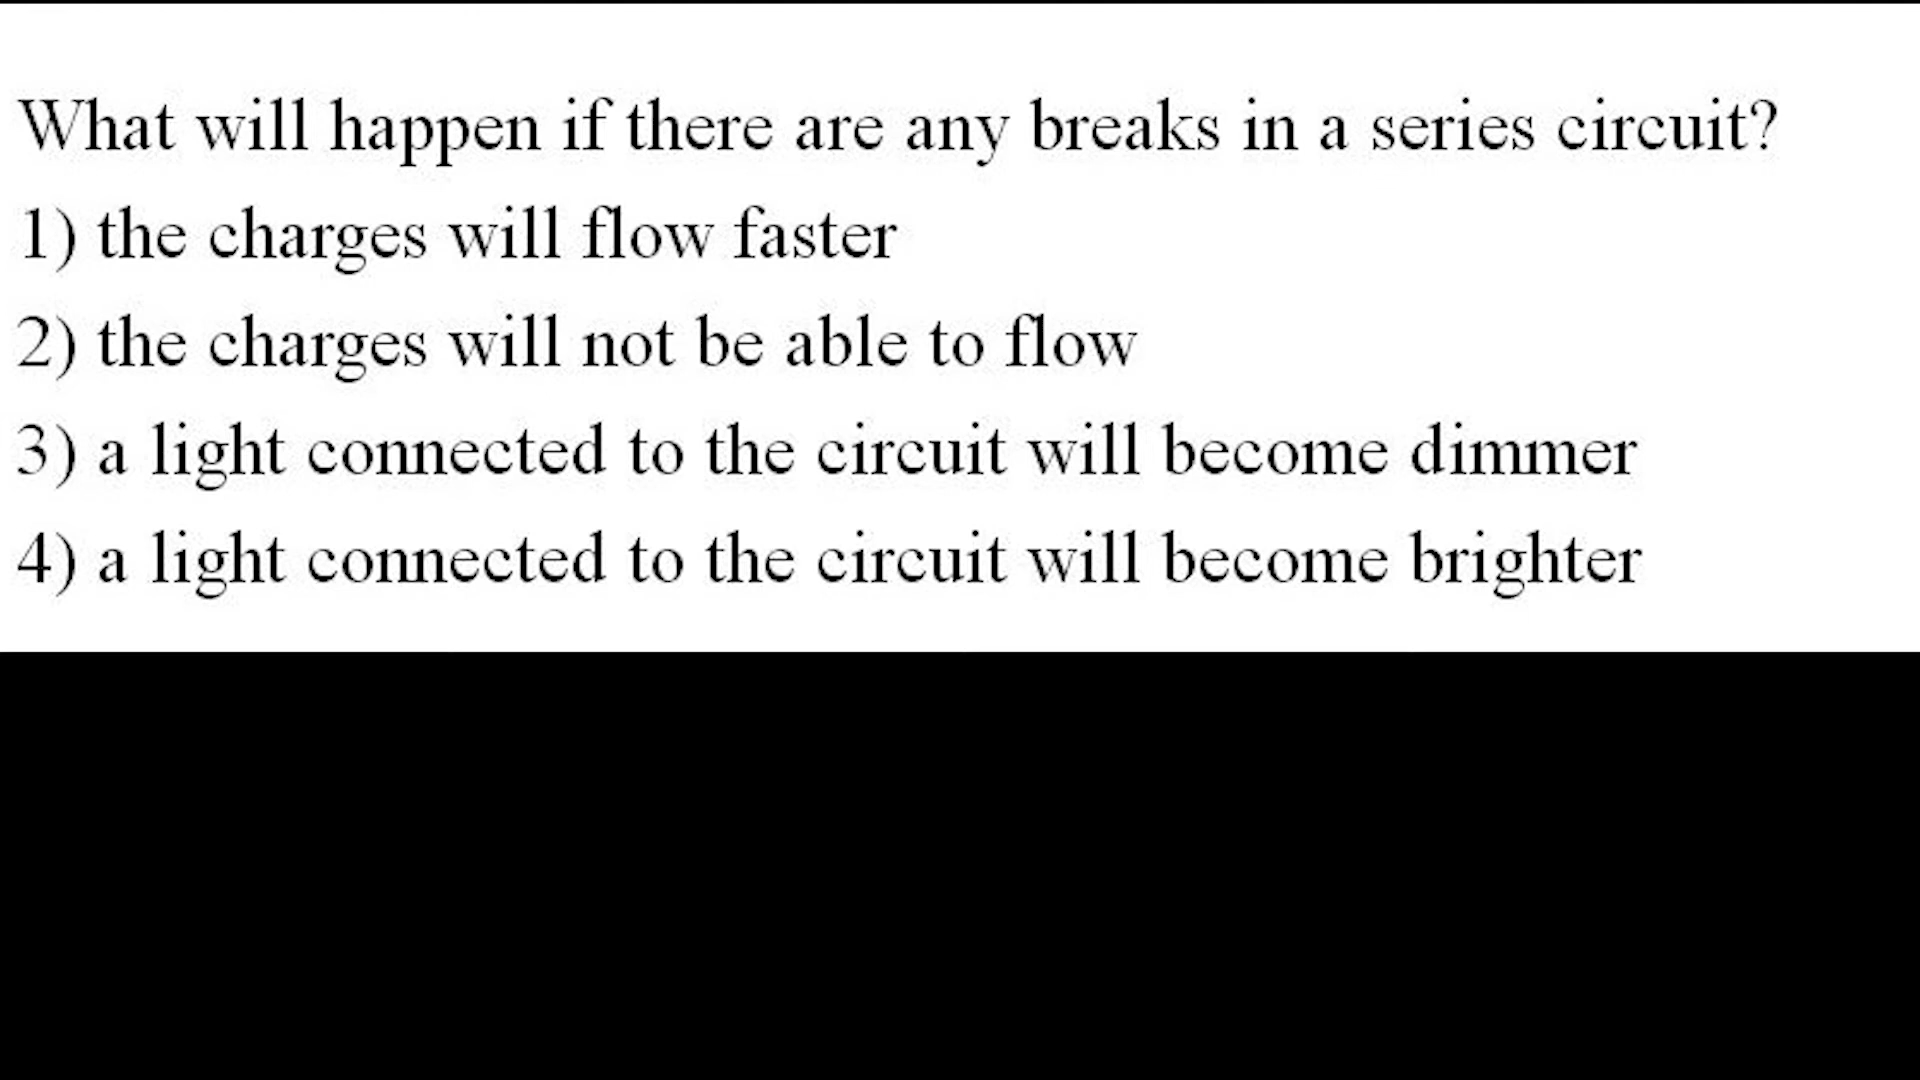 What will happen if there are any breaks in a series circuit?
1) the charges will flow faster
2) the charges will not be able to flow
3) a light connected to the circuit will become dimmer
4) a light connected to the circuit will become brighter